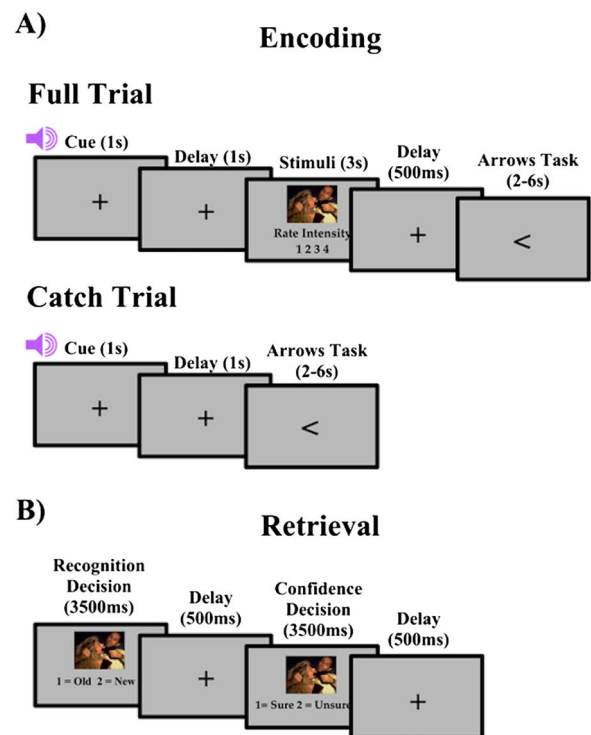 A)
Encoding
Full Trial
Cue (1s)
Delay (1s)
Stimuli (3s)
Delay
(500ms)
Arrows Task
(2-6s)
+
+
Rate Intensity
1 2 3 4
+
<
Catch Trial
Cue (1s)
Delay (1s)
Arrows Task
(2-6s)
+
+
<
B)
Retrieval
Recognition
Decision
(3500ms)
Delay
(500ms)
Confidence
Decision
(3500ms)
Delay
(500ms)
1 = Old 2 = New
+
1= Sure 2 = Unsure
+